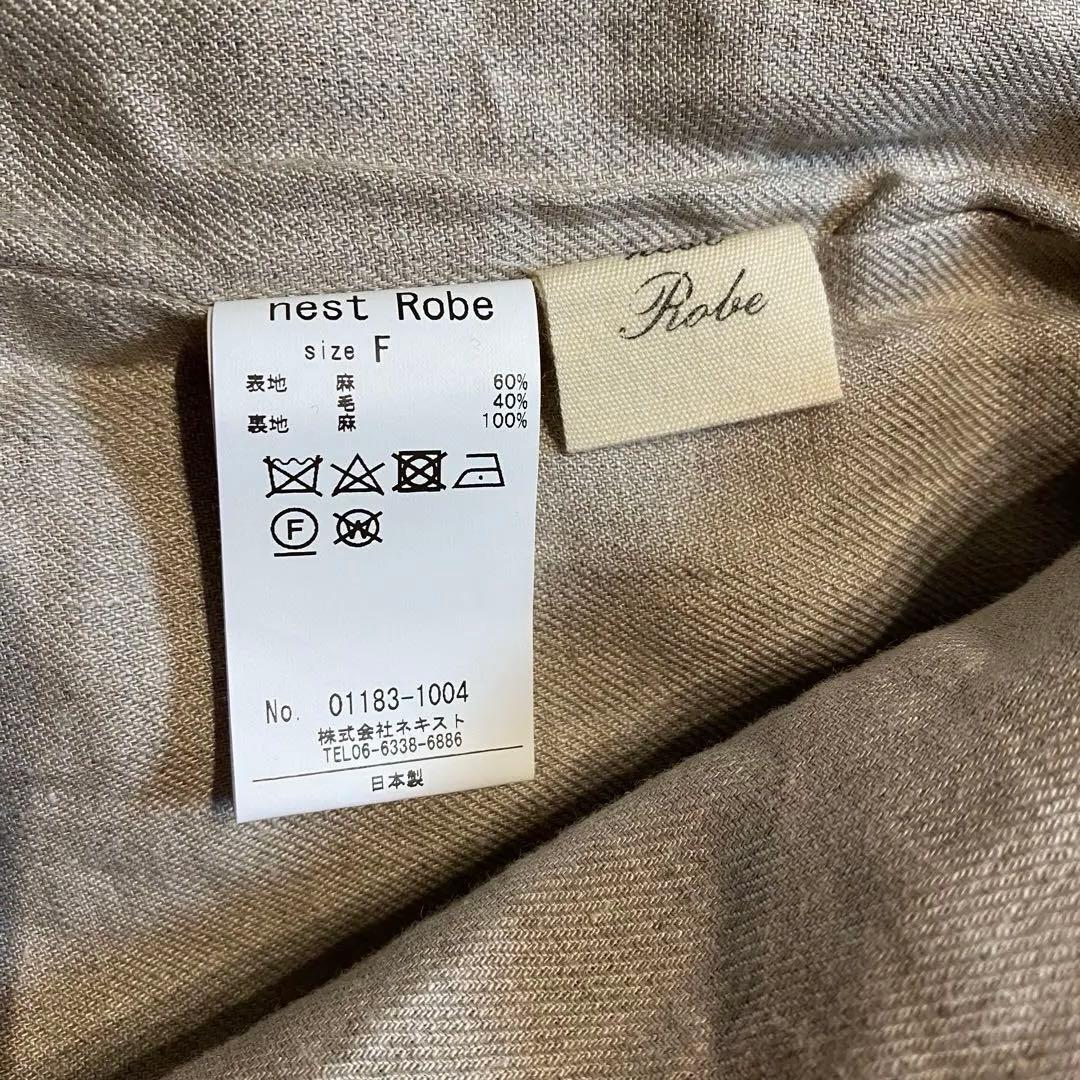 nest Robe
size F
表地 麻 60%
毛 40%
裏地 麻 100%
F
W
No. 01183-1004
株式会社ネキスト
TEL06-6338-6886
日本製
nest
Robe